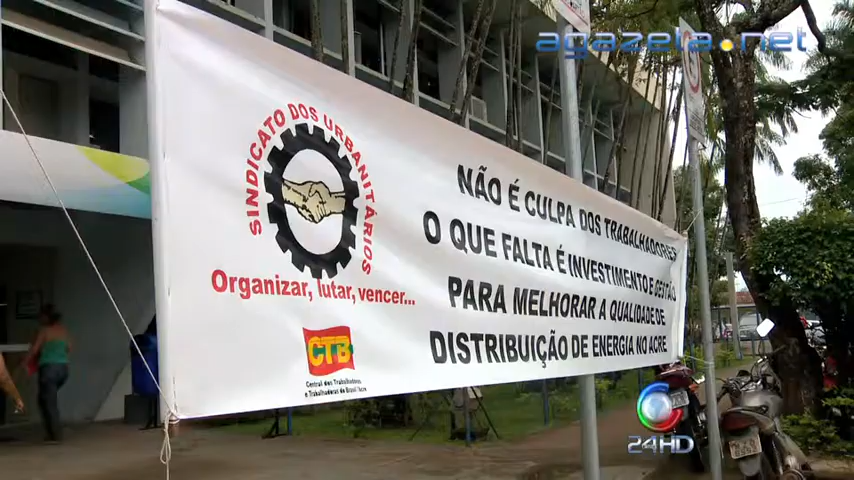 agazeta.net
SINDICATO DOS URBANITÁRIOS
Organizar, lutar, vencer...
CTB
Central dos Trabalhadores
e Trabalhadoras do Brasil/Acre
NÃO É CULPA DOS TRABALHADORES
O QUE FALTA É INVESTIMENTO E GESTÃO
PARA MELHORAR A QUALIDADE DE
DISTRIBUIÇÃO DE ENERGIA NO ACRE
24HD